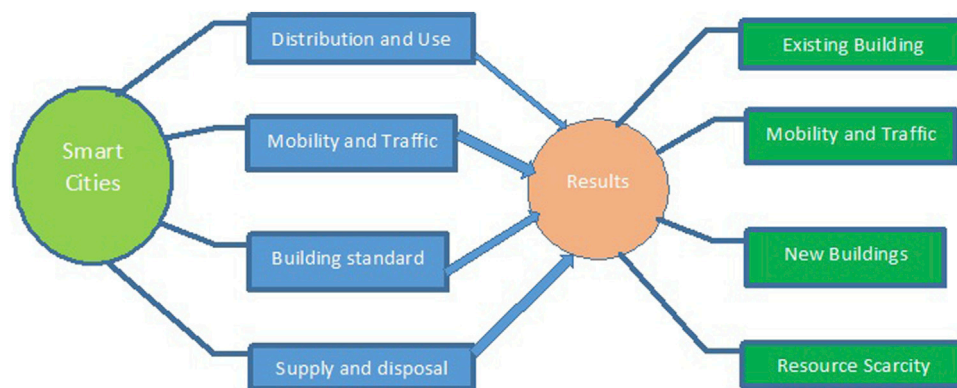 Smart
Cities
Distribution and Use
Mobility and Traffic
Building standard
Supply and disposal
Results
Existing Building
Mobility and Traffic
New Buildings
Resource Scarcity